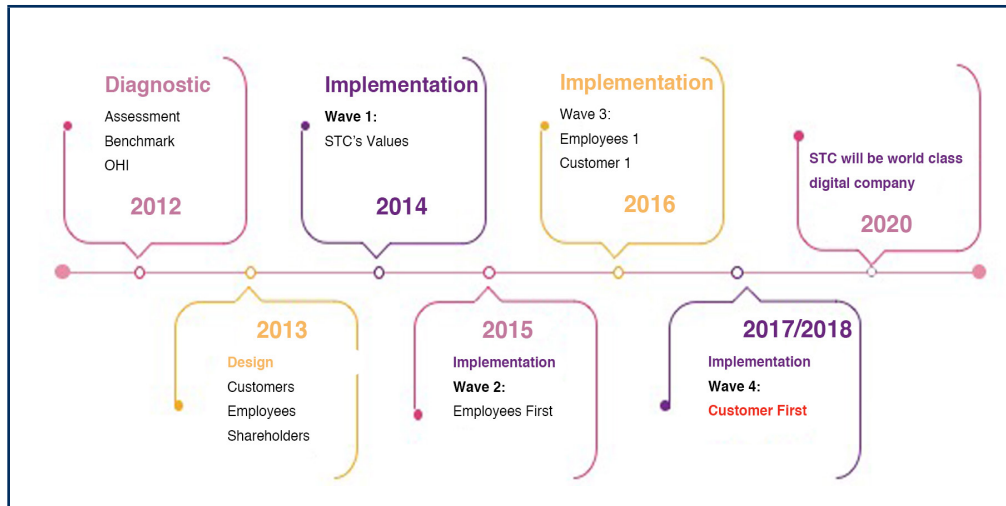 Diagnostic
Assessment
Benchmark
OHI
2012
2013
Design
Customers
Employees
Shareholders
Implementation
Wave 1:
STC's Values
2014
2015
Implementation
Wave 2:
Employees First
Implementation
Wave 3:
Employees 1
Customer 1
2016
2017/2018
Implementation
Wave 4:
Customer First
STC will be world class
digital company
2020